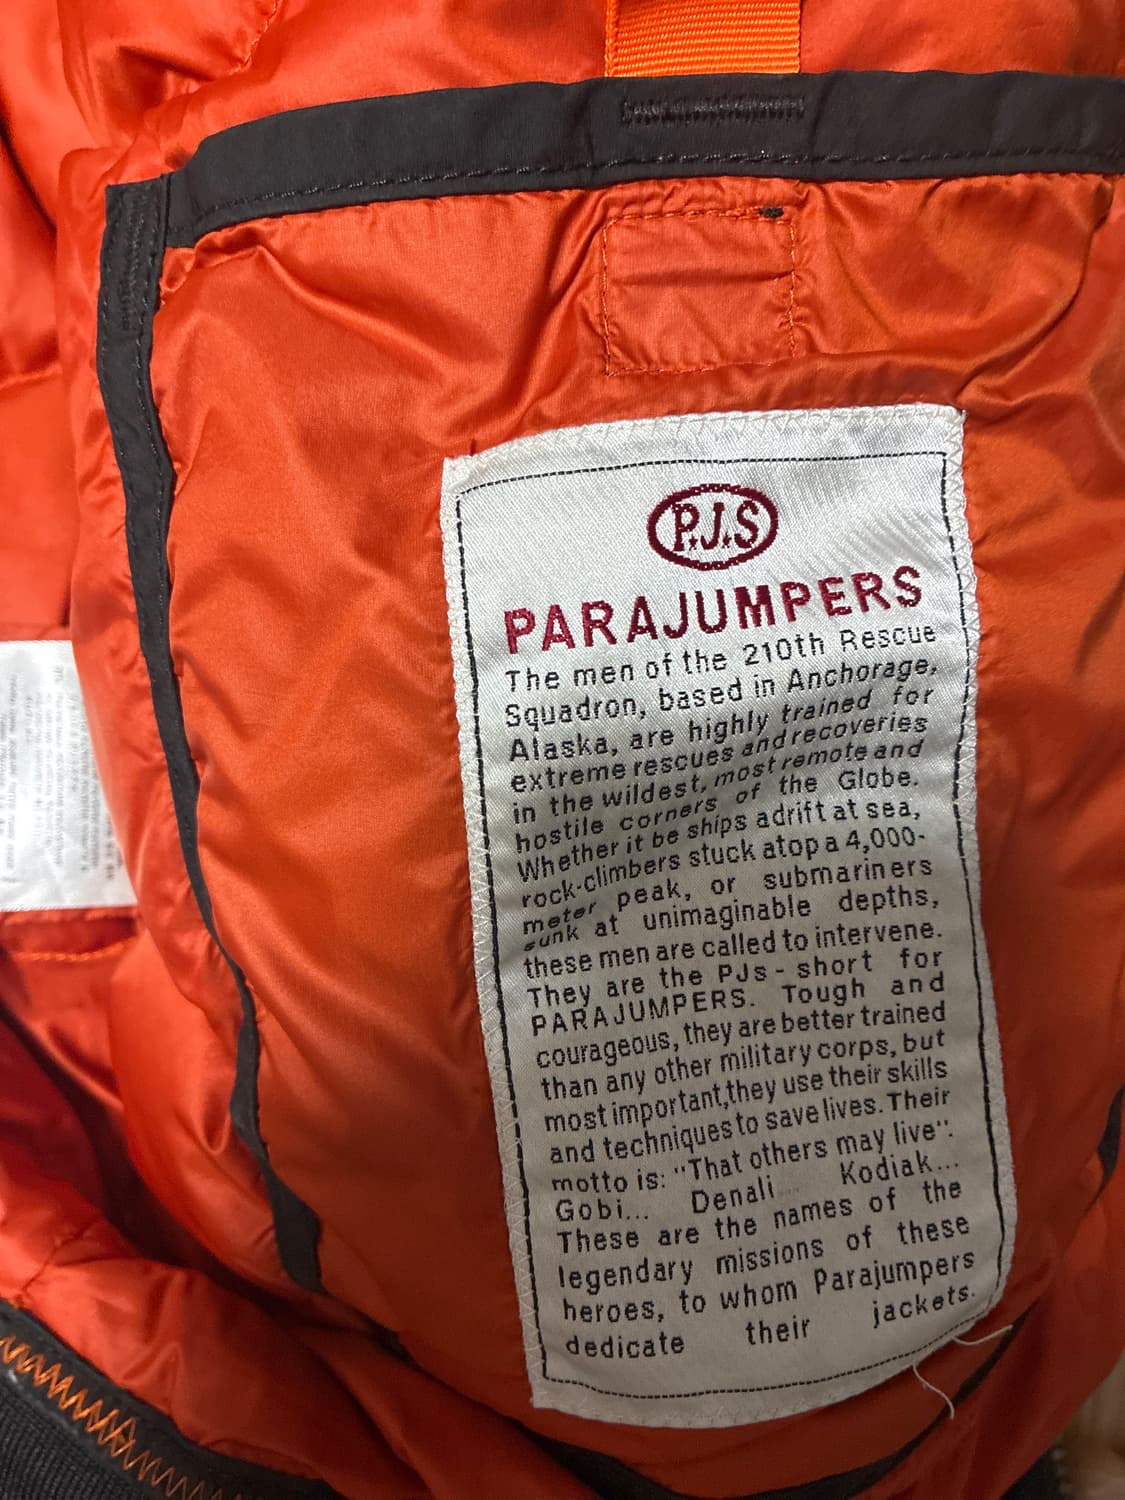 P.J.S
PARAJUMPERS
The men of the 210th Rescue
Squadron, based in Anchorage,
Alaska, are highly trained for
extreme rescues and recoveries
in the wildest, most remote and
hostile corners of the Globe.
Whether it be ships adrift at sea,
rock-climbers stuck atop a 4,000-
meter peak, or submariners
sunk at unimaginable depths,
these men are called to intervene.
They are the PJs - short for
PARAJUMPERS. Tough and
courageous, they are better trained
than any other military corps, but
most important,they use their skills
and techniques to save lives. Their
motto is: "That others may live".
Gobi... Denali... Kodiak...
These are the names of the
legendary missions of these
heroes, to whom Parajumpers
dedicate their jackets.